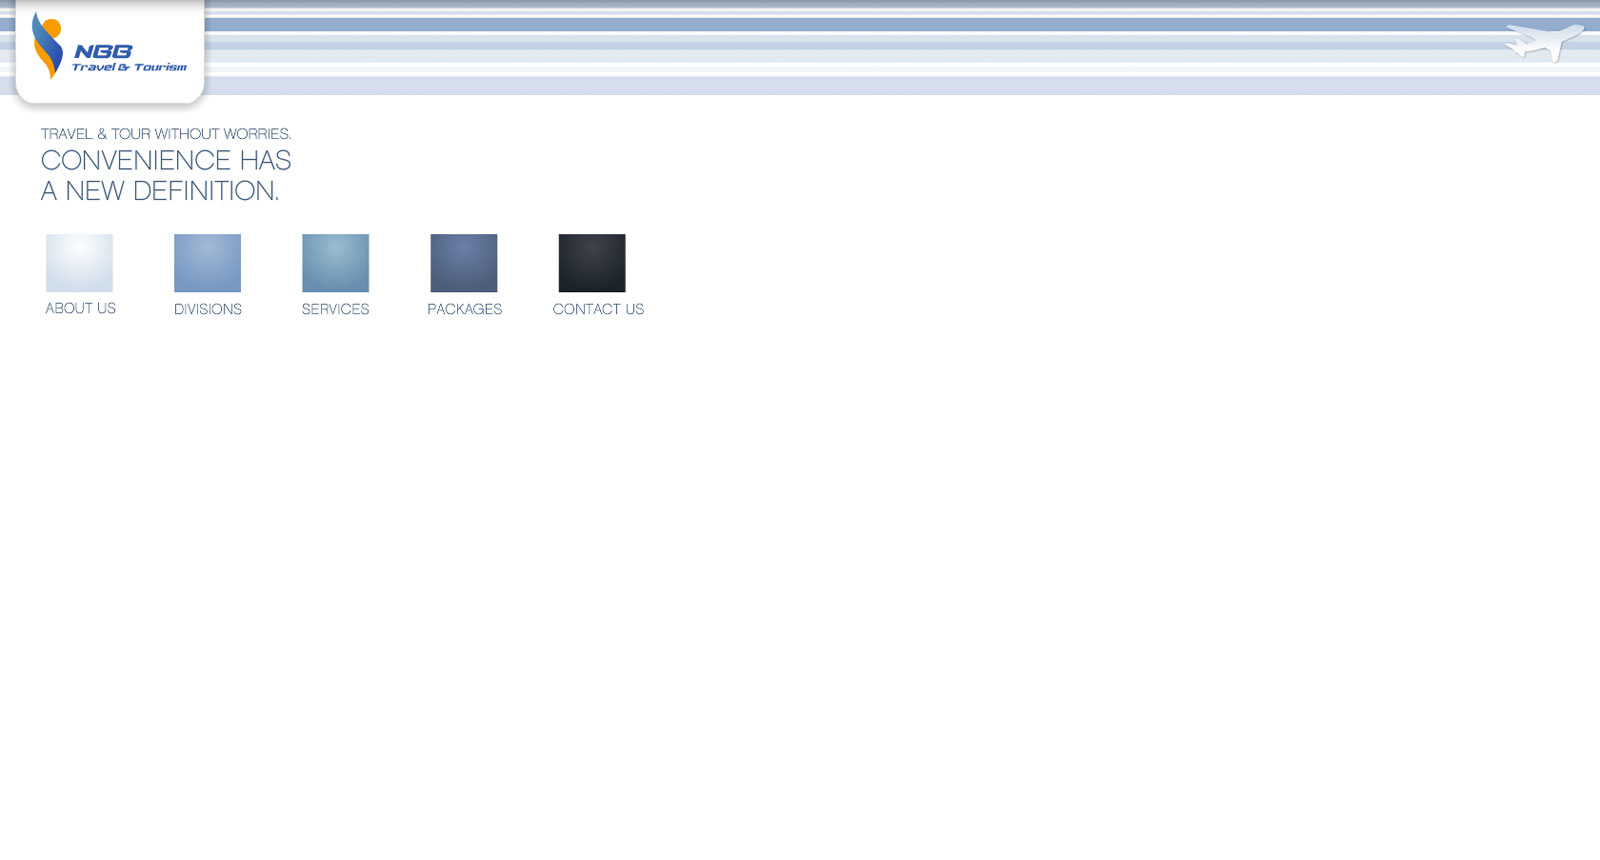 NBB
Travel & Tourism
TRAVEL & TOUR WITHOUT WORRIES.
CONVENIENCE HAS
A NEW DEFINITION.
ABOUT US
DIVISIONS
SERVICES
PACKAGES
CONTACT US